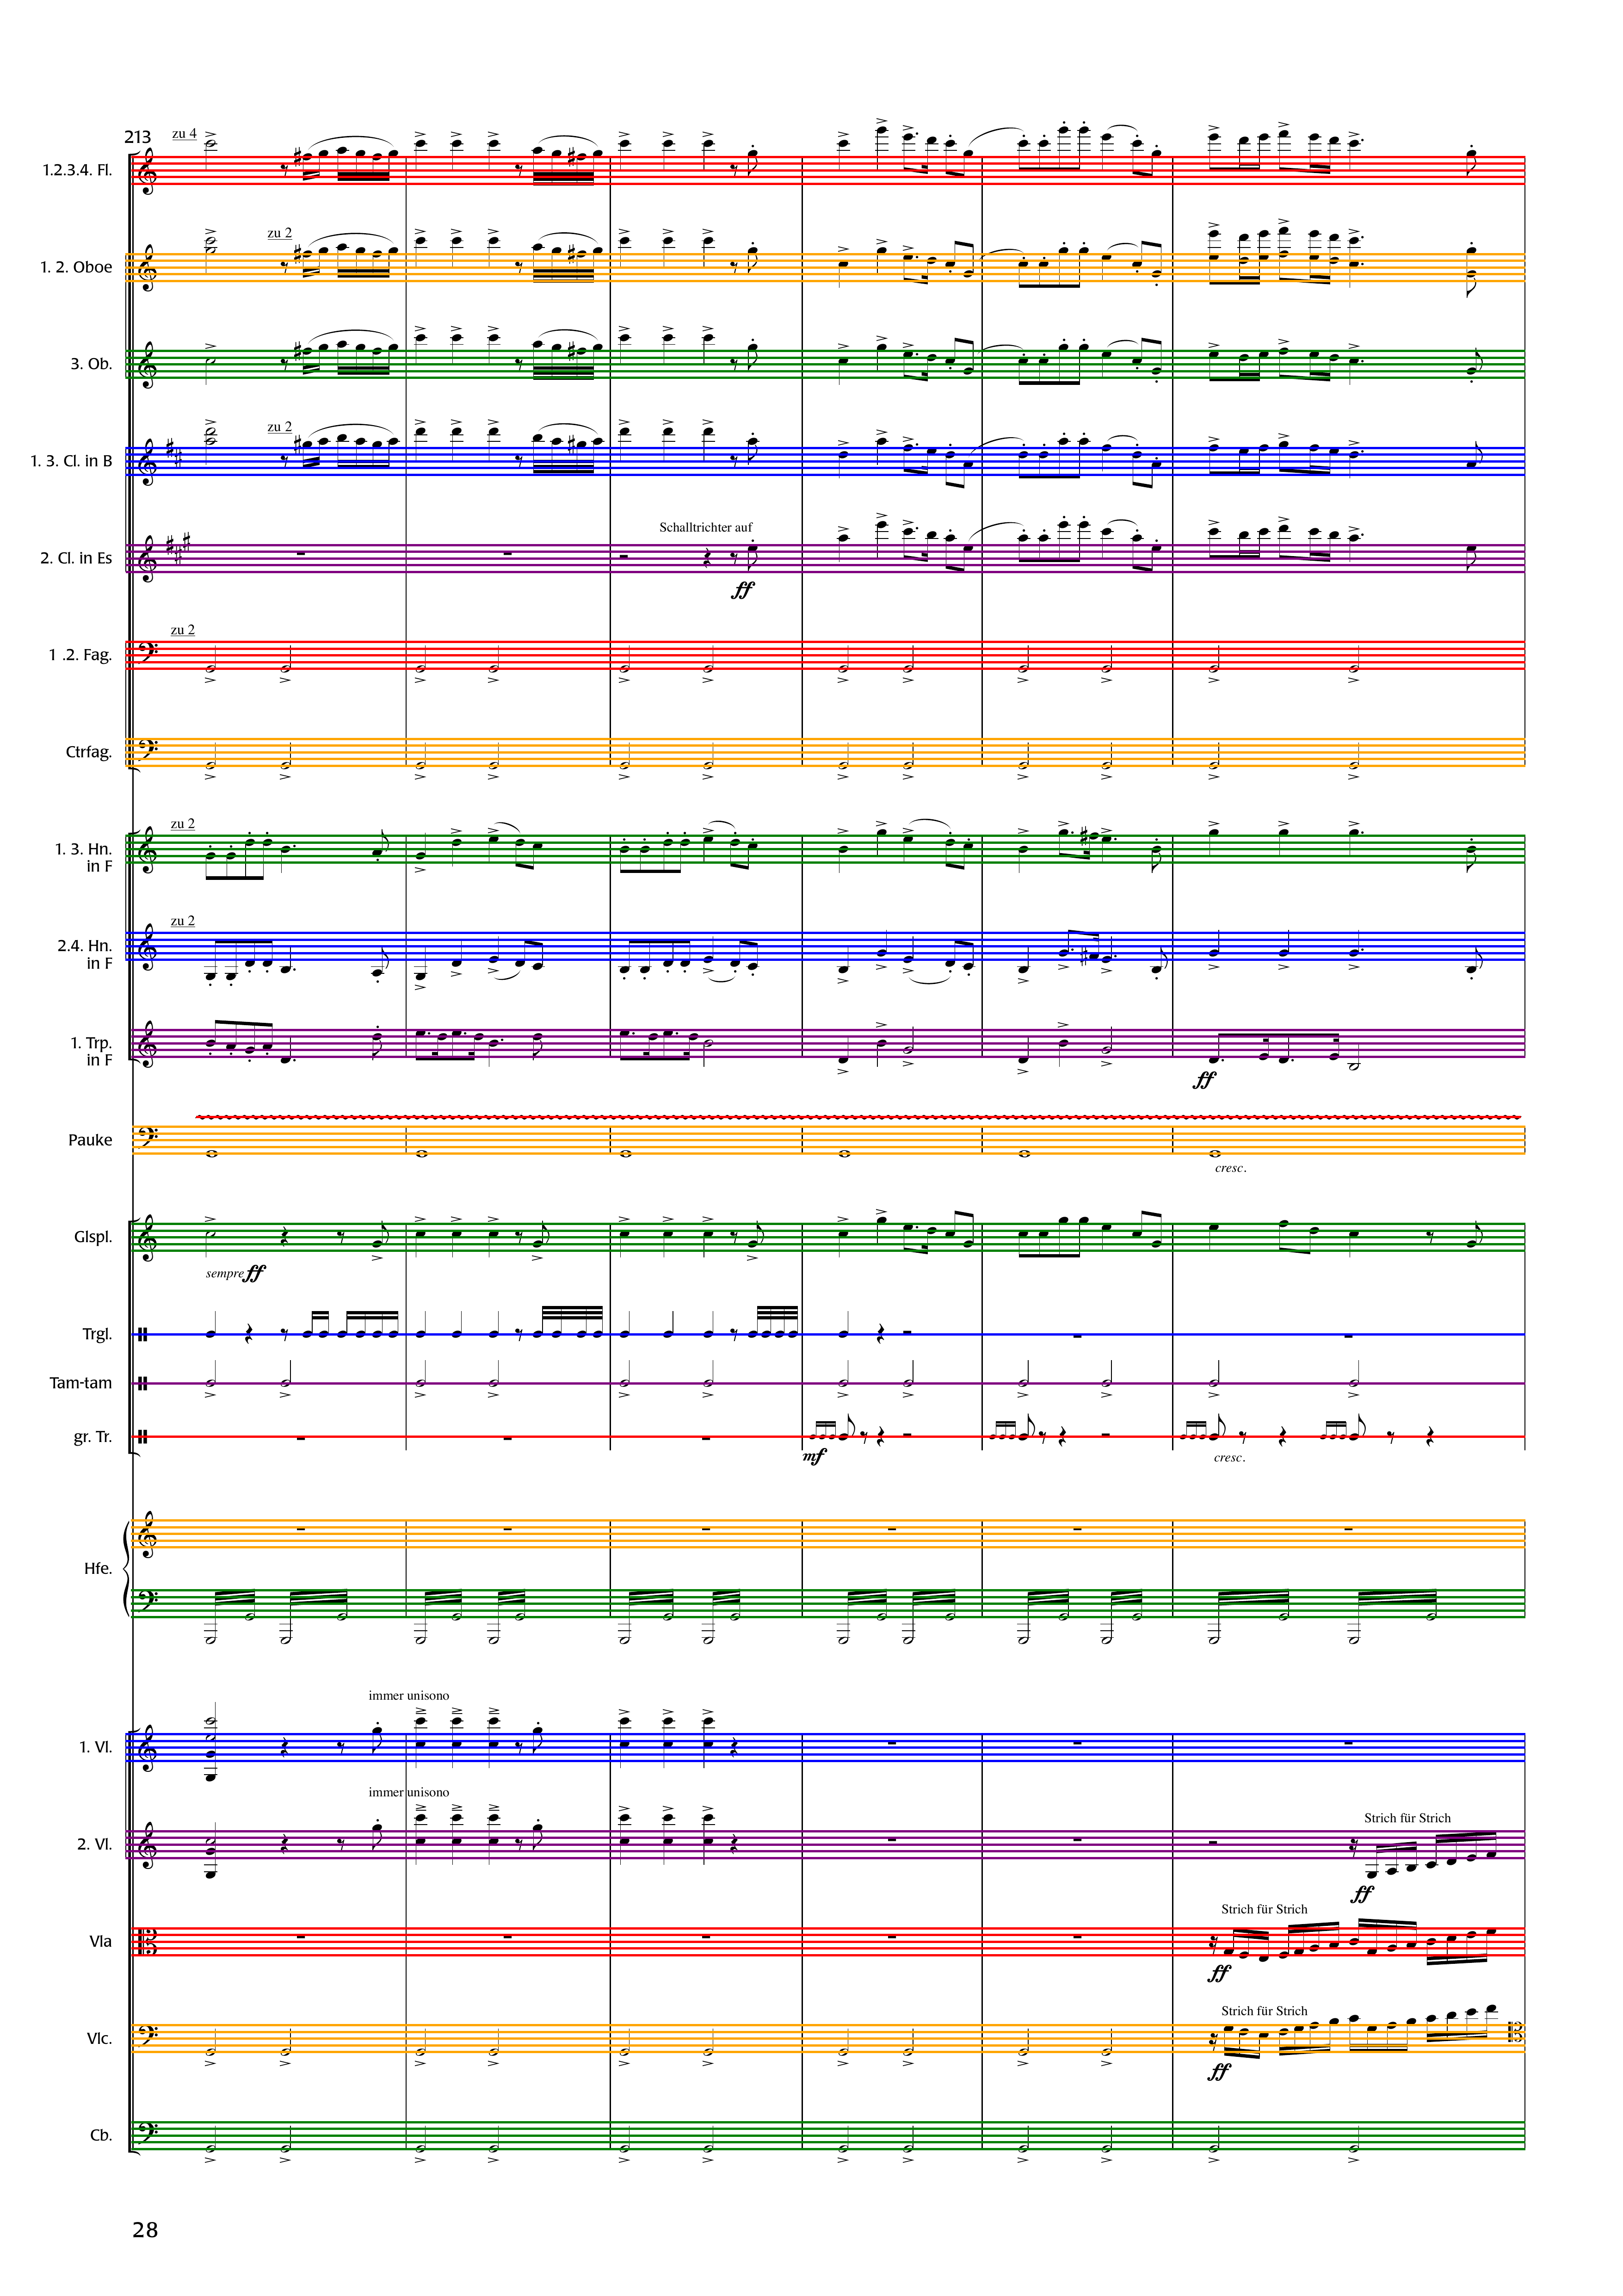 213 zu 4
1.2.3.4. Fl.
zu 2
1. 2. Oboe
3. Ob.
zu 2
1. 3. Cl. in B
Schalltrichter auf
2. Cl. in Es
ff
zu 2
1 .2. Fag.
Ctrfag.
zu 2
1. 3. Hn.
in F
zu 2
2.4. Hn.
in F
1. Trp.
in F
ff
Pauke
cresc.
Glspl.
sempre ff
Trgl.
Tam-tam
gr. Tr.
mf
cresc.
Hfe.
immer unisono
1. Vl.
immer unisono
Strich für Strich
2. Vl.
ff
Strich für Strich
Vla
ff
Strich für Strich
Vlc.
ff
Cb.
28